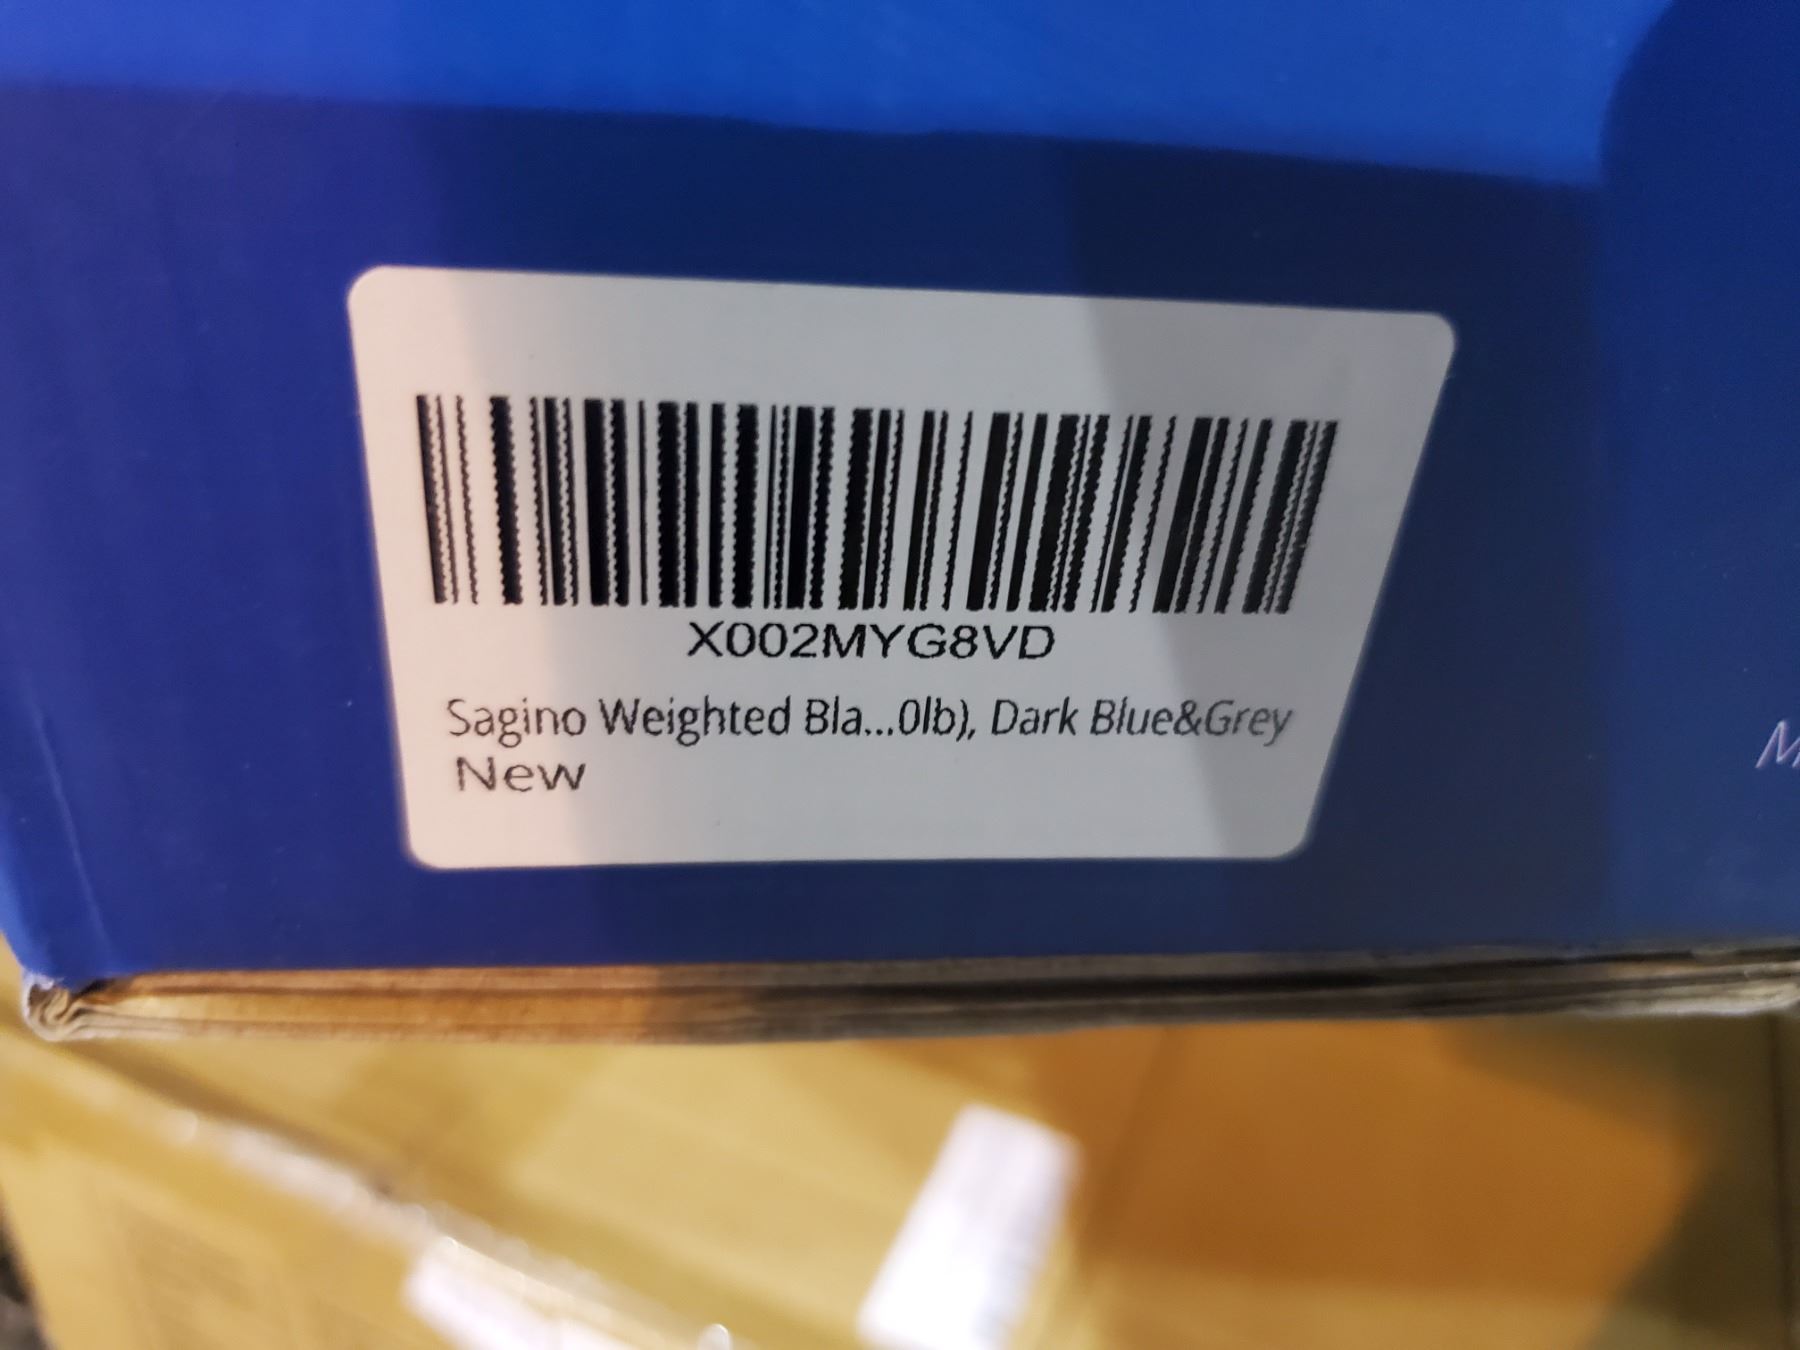 X002MYG8VD
Sagino Weighted Bla...0lb), Dark Blue&Grey
New